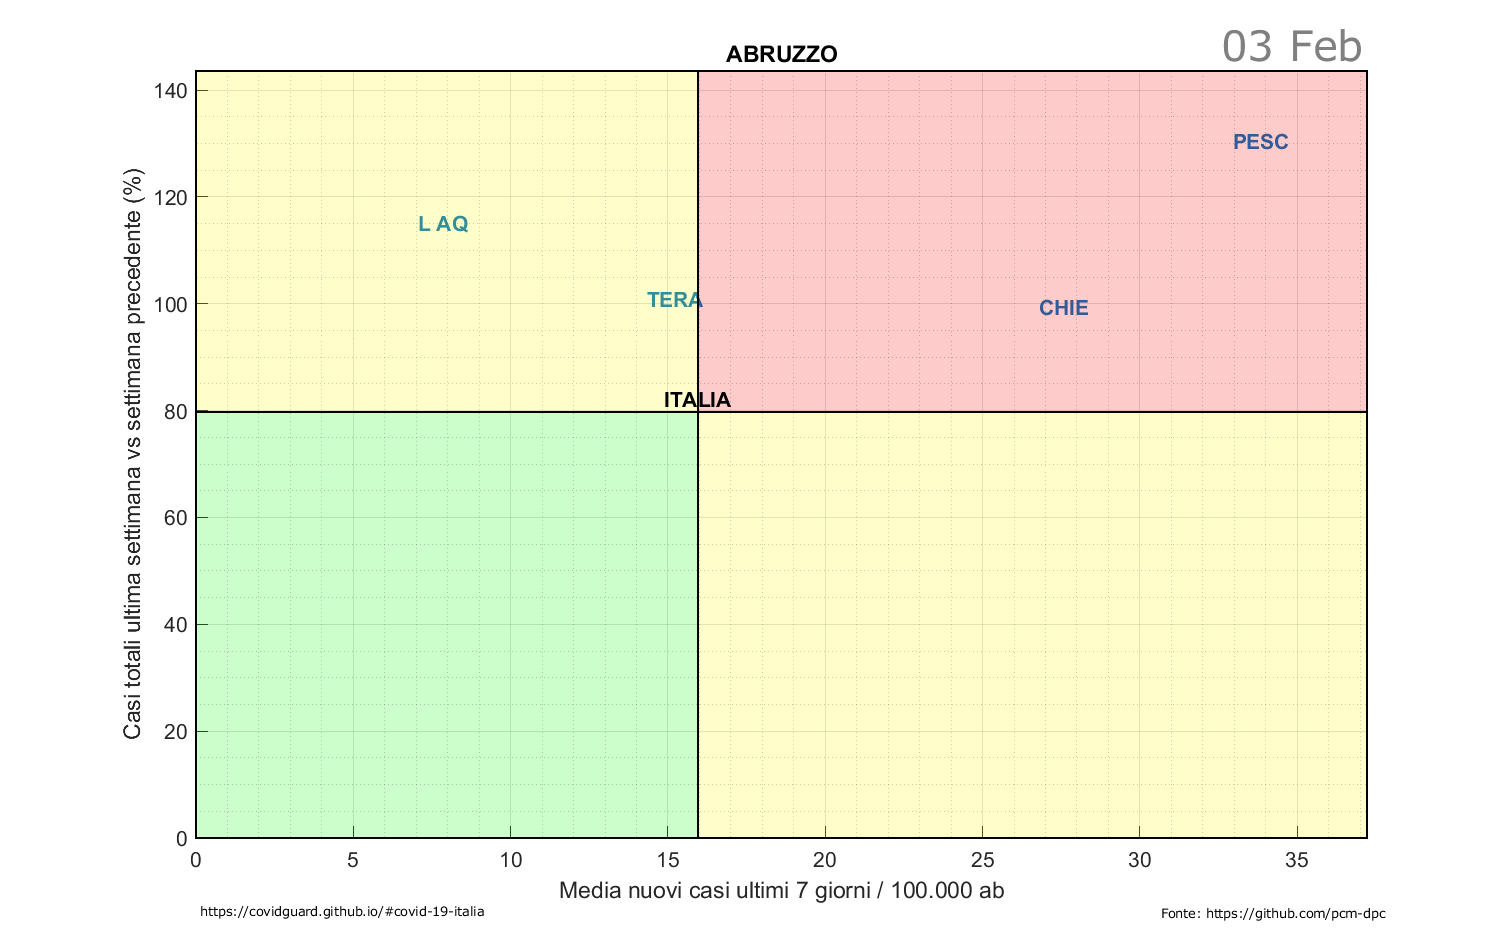 ABRUZZO
03 Feb
Casi totali ultima settimana vs settimana precedente (%)
140
120
100
80
60
40
20
0
PESC
L AQ
TERA
CHIE
ITALIA
0 5 10 15 20 25 30 35
Media nuovi casi ultimi 7 giorni / 100.000 ab
https://covidguard.github.io/#covid-19-italia
Fonte: https://github.com/pcm-dpc